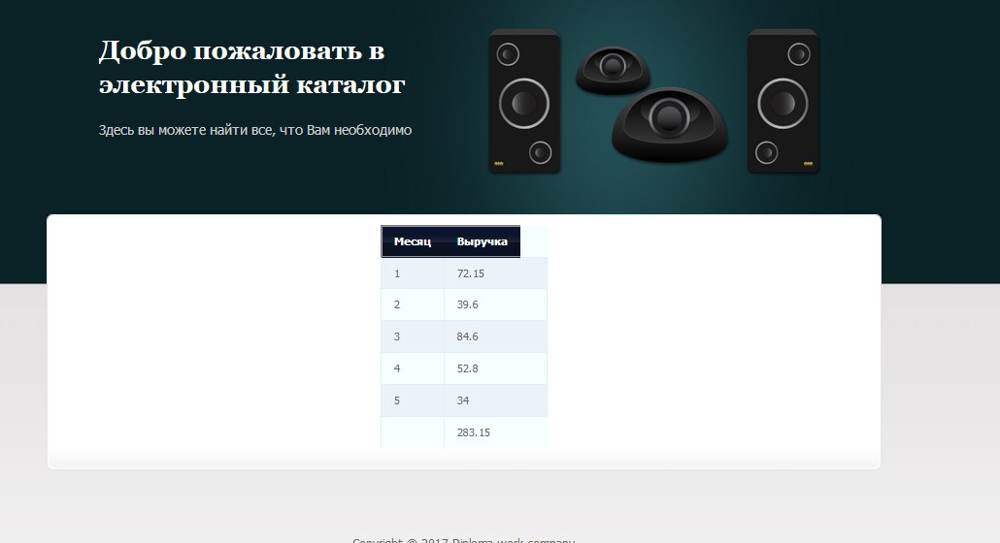 Добро пожаловать в
электронный каталог
Здесь вы можете найти все, что Вам необходимо
Месяц Выручка
1 72.15
2 39.6
3 84.6
4 52.8
5 34
283.15
Copyright © 2017 Diploma work company